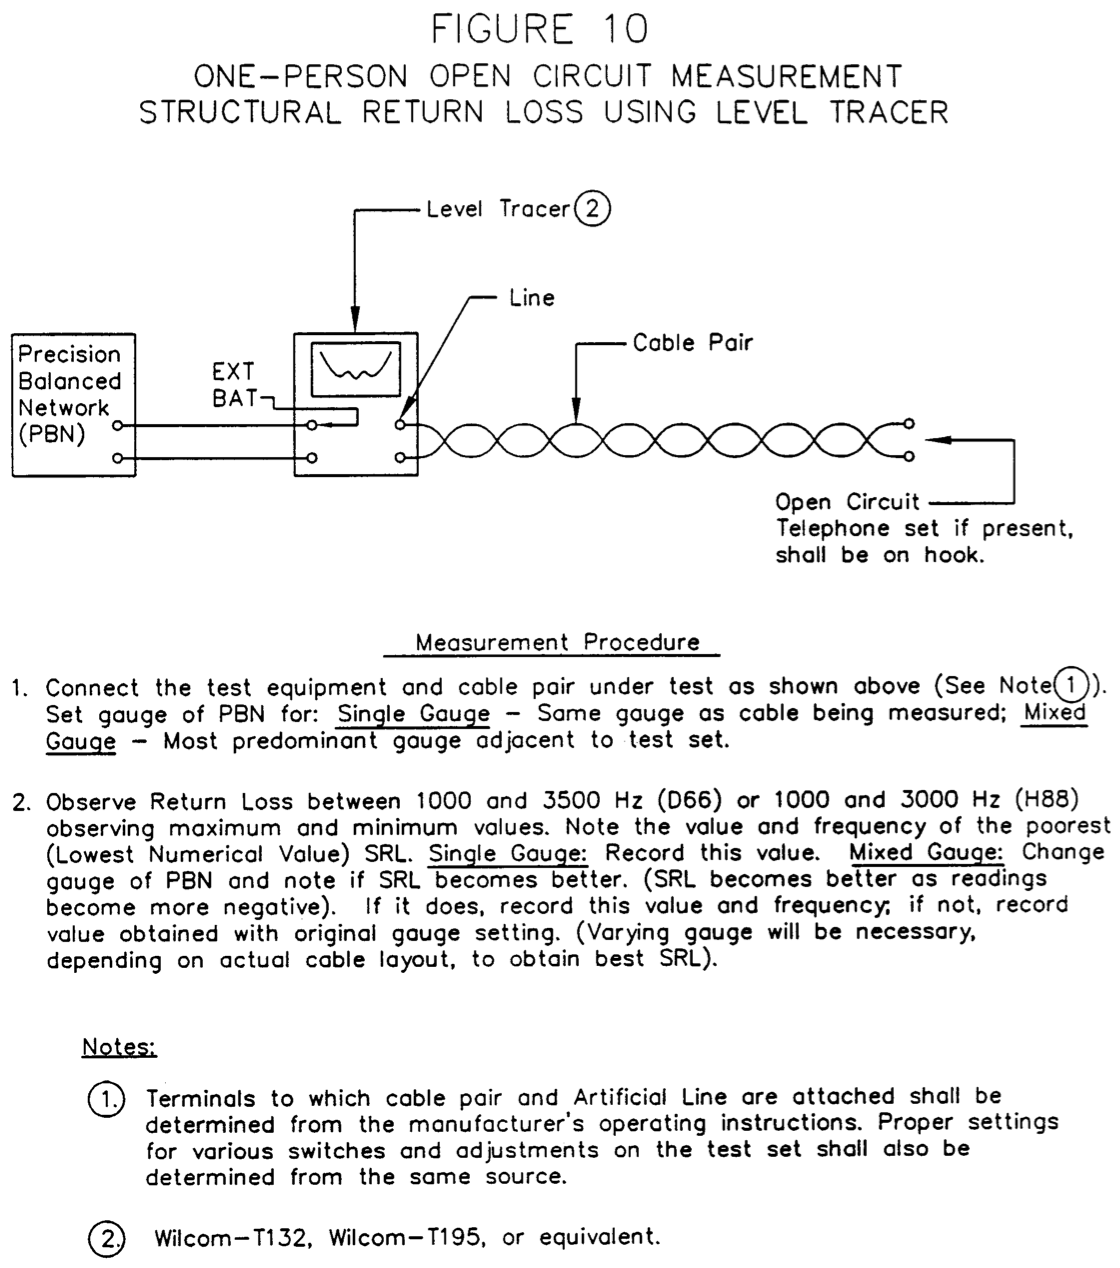 FIGURE 10
ONE-PERSON OPEN CIRCUIT MEASUREMENT
STRUCTURAL RETURN LOSS USING LEVEL TRACER
Level Tracer 2
Line
Cable Pair
Precision
Balanced
Network
(PBN)
EXT
BAT
Open Circuit
Telephone set if present,
shall be on hook.
Measurement Procedure
1. Connect the test equipment and cable pair under test as shown above (See Note 1)).
Set gauge of PBN for: Single Gauge - Same gauge as cable being measured; Mixed
Gauge - Most predominant gauge adjacent to test set.
2. Observe Return Loss between 1000 and 3500 Hz (D66) or 1000 and 3000 Hz (H88)
observing maximum and minimum values. Note the value and frequency of the poorest
(Lowest Numerical Value) SRL. Single Gauge: Record this value. Mixed Gauge: Change
gauge of PBN and note if SRL becomes better. (SRL becomes better as readings
become more negative). If it does, record this value and frequency; if not, record
value obtained with original gauge setting. (Varying gauge will be necessary,
depending on actual cable layout, to obtain best SRL).
Notes:
1. Terminals to which cable pair and Artificial Line are attached shall be
determined from the manufacturer's operating instructions. Proper settings
for various switches and adjustments on the test set shall also be
determined from the same source.
2. Wilcom-T132, Wilcom-T195, or equivalent.